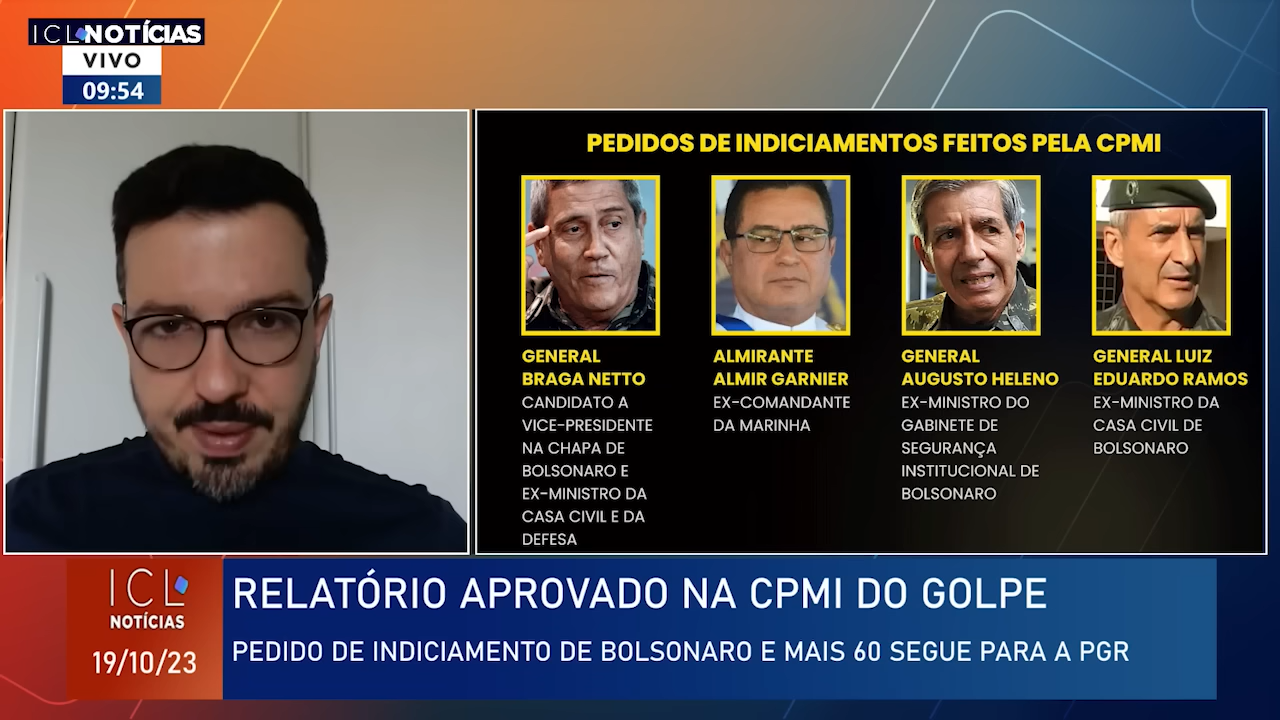 ICL NOTÍCIAS
VIVO
09:54
PEDIDOS DE INDICIAMENTOS FEITOS PELA CPMI
GENERAL
BRAGA NETTO
CANDIDATO A
VICE-PRESIDENTE
NA CHAPA DE
BOLSONARO E
EX-MINISTRO DA
CASA CIVIL E DA
DEFESA
ALMIRANTE
ALMIR GARNIER
EX-COMANDANTE
DA MARINHA
GENERAL
AUGUSTO HELENO
EX-MINISTRO DO
GABINETE DE
SEGURANÇA
INSTITUCIONAL DE
BOLSONARO
GENERAL LUIZ
EDUARDO RAMOS
EX-MINISTRO DA
CASA CIVIL DE
BOLSONARO
ICL
NOTÍCIAS
19/10/23
RELATÓRIO APROVADO NA CPMI DO GOLPE
PEDIDO DE INDICIAMENTO DE BOLSONARO E MAIS 60 SEGUE PARA A PGR